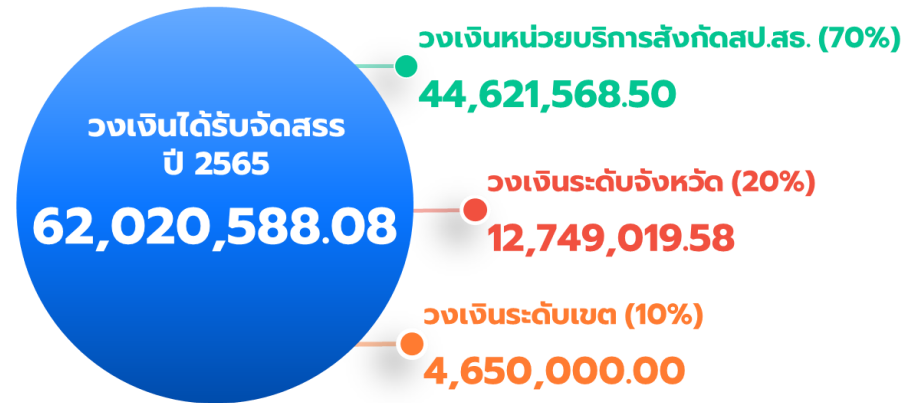 วงเงินได้รับจัดสรร
ปี 2565
62,020,588.08
วงเงินหน่วยบริการสังกัดสป.สธ. (70%)
44,621,568.50
วงเงินระดับจังหวัด (20%)
12,749,019.58
วงเงินระดับเขต (10%)
4,650,000.00